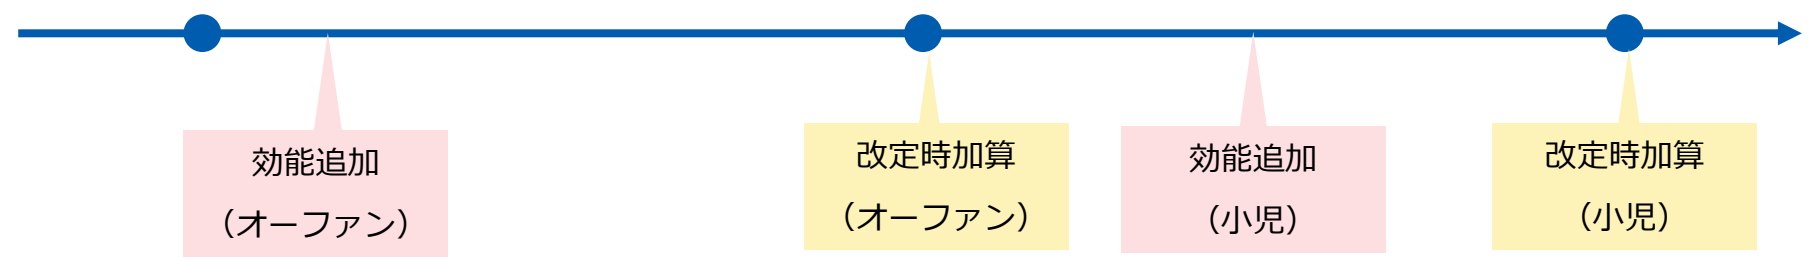 効能追加
（オーファン）
改定時加算
（オーファン）
効能追加
（小児）
改定時加算
（小児）